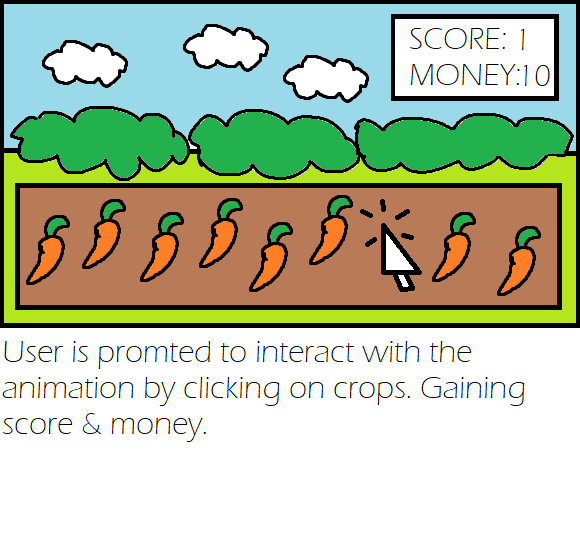 SCORE: 1
MONEY:10
User is promted to interact with the
animation by clicking on crops. Gaining
score & money.